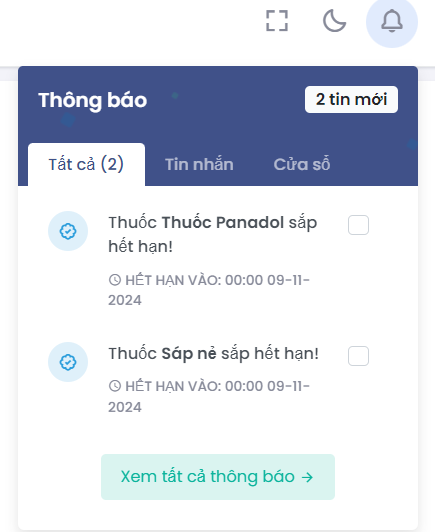 Thông báo
2 tin mới
Tất cả (2)
Tin nhắn
Cửa sổ
Thuốc Thuốc Panadol sắp
hết hạn!
HẾT HẠN VÀO: 00:00 09-11-
2024
Thuốc Sáp nẻ sắp hết hạn!
HẾT HẠN VÀO: 00:00 09-11-
2024
Xem tất cả thông báo →